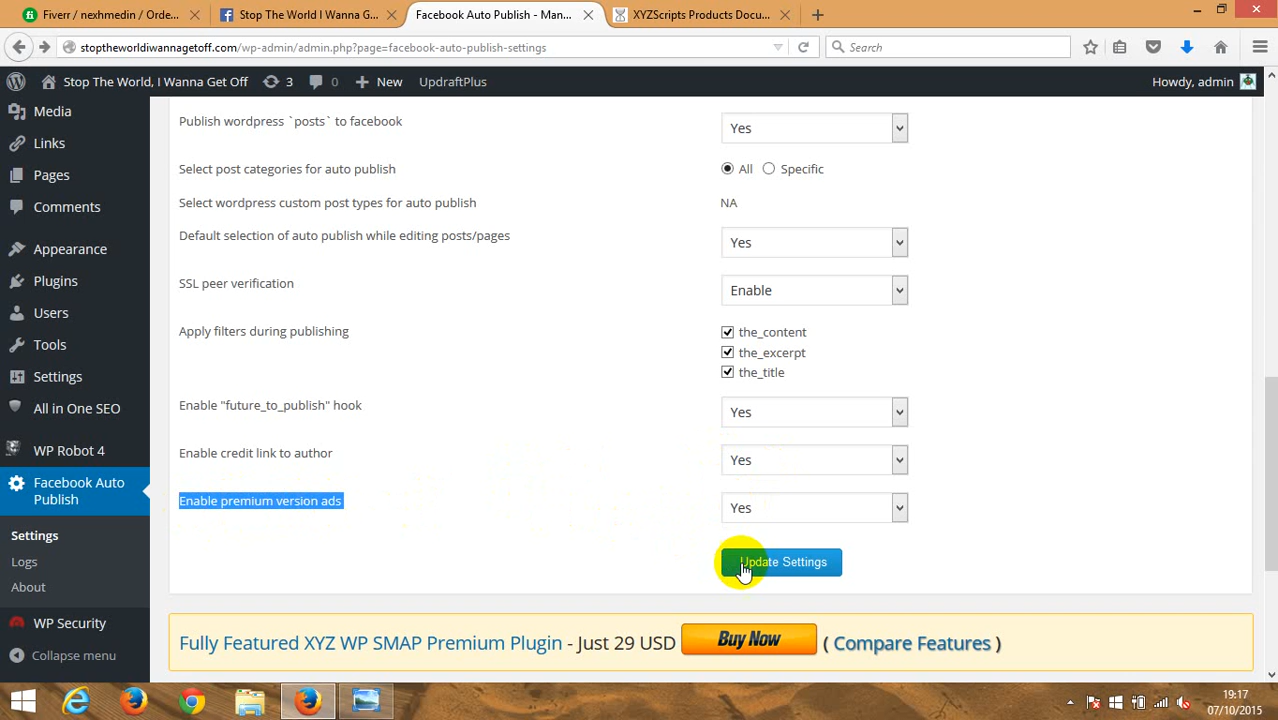 Fiverr / nexhmedin / Orde...
Stop The World I Wanna G...
Facebook Auto Publish - Man...
XYZScripts Products Docu...
stoptheworldiwannagetoff.com/wp-admin/admin.php?page=facebook-auto-publish-settings
Search
Stop The World, I Wanna Get Off
3
0
New
UpdraftPlus
Howdy, admin
Media
Links
Pages
Comments
Appearance
Plugins
Users
Tools
Settings
All in One SEO
WP Robot 4
Facebook Auto
Publish
Settings
Logs
About
WP Security
Collapse menu
Publish wordpress `posts` to facebook
Yes
Select post categories for auto publish
All Specific
Select wordpress custom post types for auto publish
NA
Default selection of auto publish while editing posts/pages
Yes
SSL peer verification
Enable
Apply filters during publishing
the_content
the_excerpt
the_title
Enable "future_to_publish" hook
Yes
Enable credit link to author
Yes
Enable premium version ads
Yes
Update Settings
Fully Featured XYZ WP SMAP Premium Plugin - Just 29 USD Buy Now ( Compare Features )
19:17
07/10/2015